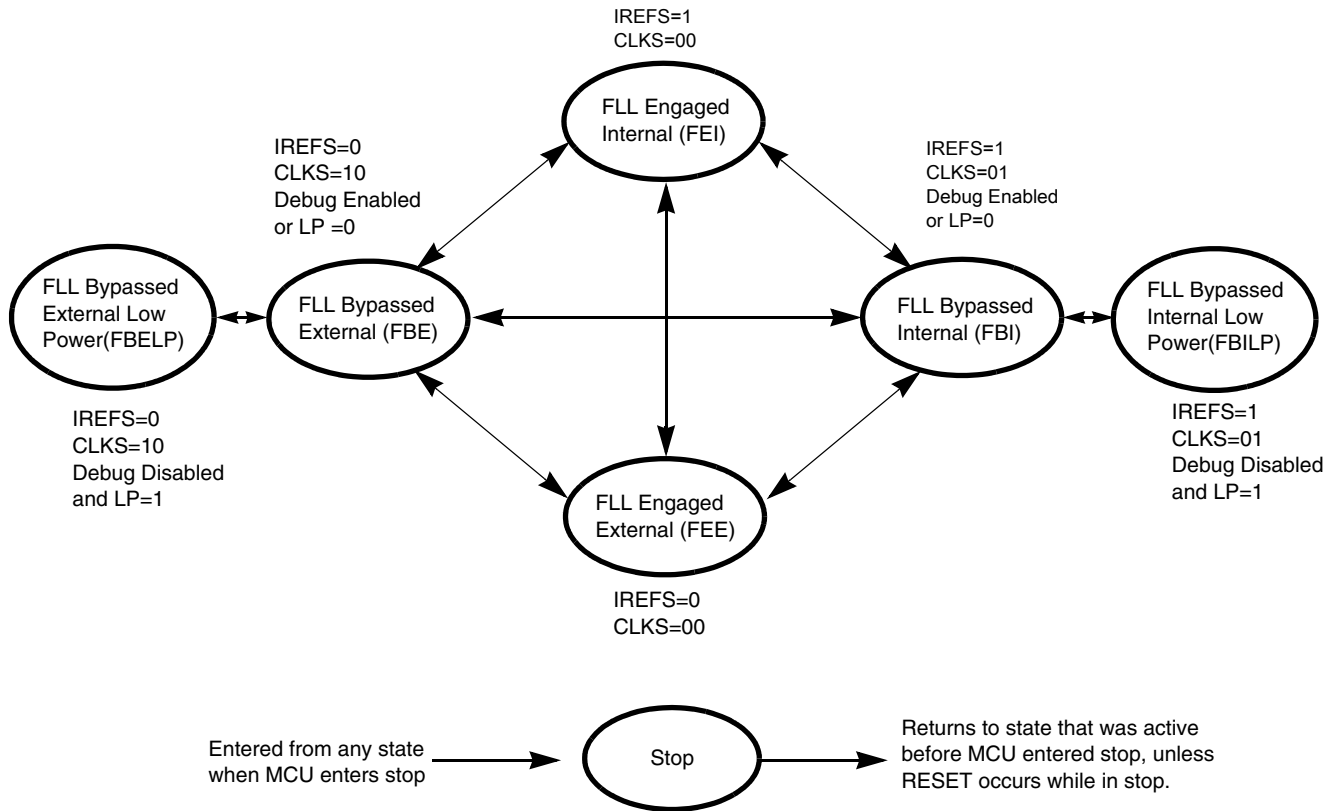 IREFS=1
CLKS=00
FLL Engaged
Internal (FEI)
IREFS=0
CLKS=10
Debug Enabled
or LP =0
IREFS=1
CLKS=01
Debug Enabled
or LP=0
FLL Bypassed
External Low
Power(FBELP)
FLL Bypassed
External (FBE)
FLL Bypassed
Internal (FBI)
FLL Bypassed
Internal Low
Power(FBILP)
IREFS=0
CLKS=10
Debug Disabled
and LP=1
IREFS=1
CLKS=01
Debug Disabled
and LP=1
FLL Engaged
External (FEE)
IREFS=0
CLKS=00
Entered from any state
when MCU enters stop
Stop
Returns to state that was active
before MCU entered stop, unless
RESET occurs while in stop.